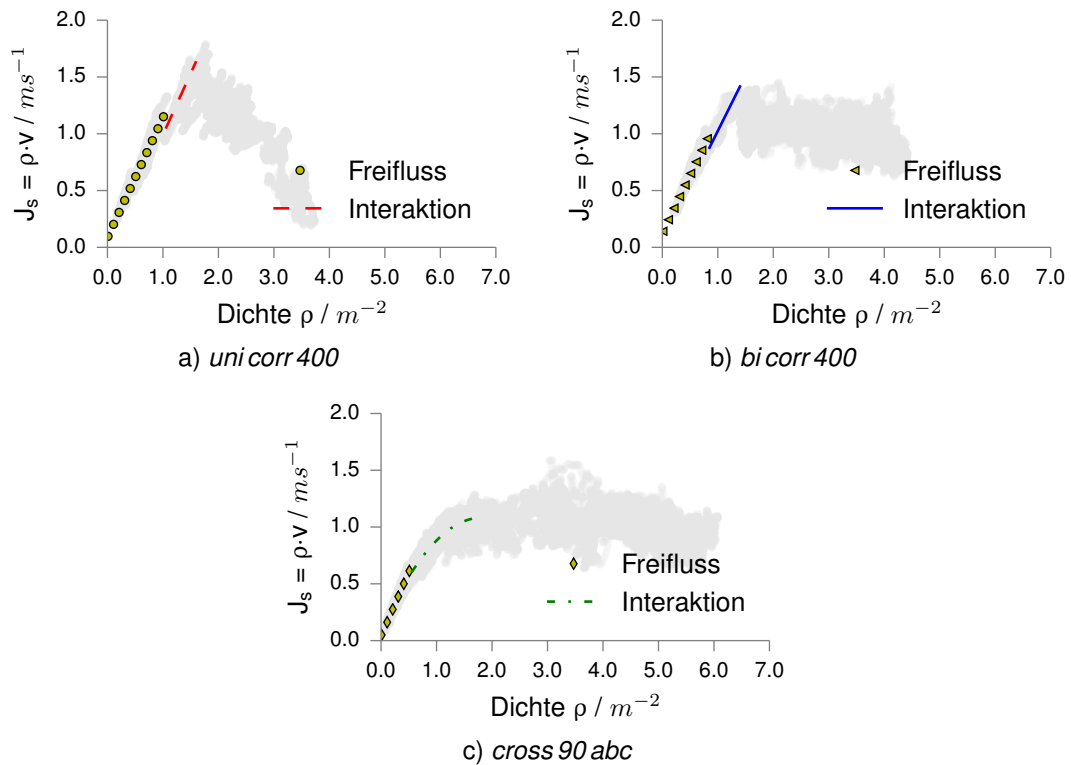 2.0
1.5
1.0
0.5
0.0
J_s = ρ·v / ms⁻¹
Freifluss
Interaktion
0.0 1.0 2.0 3.0 4.0 5.0 6.0 7.0
Dichte ρ / m⁻²
a) uni corr 400
2.0
1.5
1.0
0.5
0.0
J_s = ρ·v / ms⁻¹
Freifluss
Interaktion
0.0 1.0 2.0 3.0 4.0 5.0 6.0 7.0
Dichte ρ / m⁻²
b) bi corr 400
2.0
1.5
1.0
0.5
0.0
J_s = ρ·v / ms⁻¹
Freifluss
Interaktion
0.0 1.0 2.0 3.0 4.0 5.0 6.0 7.0
Dichte ρ / m⁻²
c) cross 90 abc